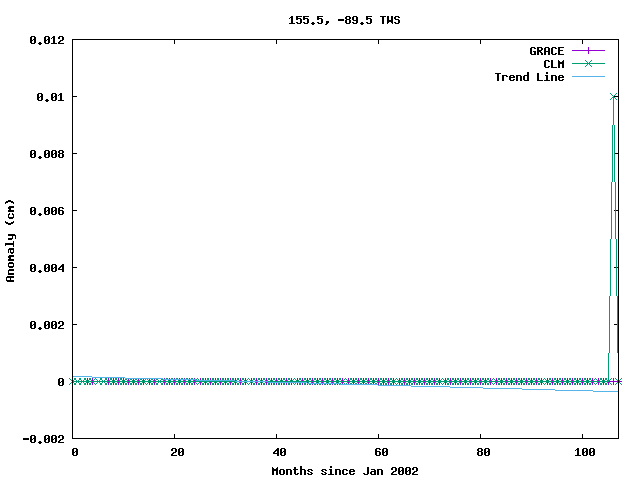 155.5, -89.5 TWS
0.012
0.01
0.008
0.006
0.004
0.002
0
-0.002
Anomaly (cm)
GRACE
CLM
Trend Line
0 20 40 60 80 100
Months since Jan 2002